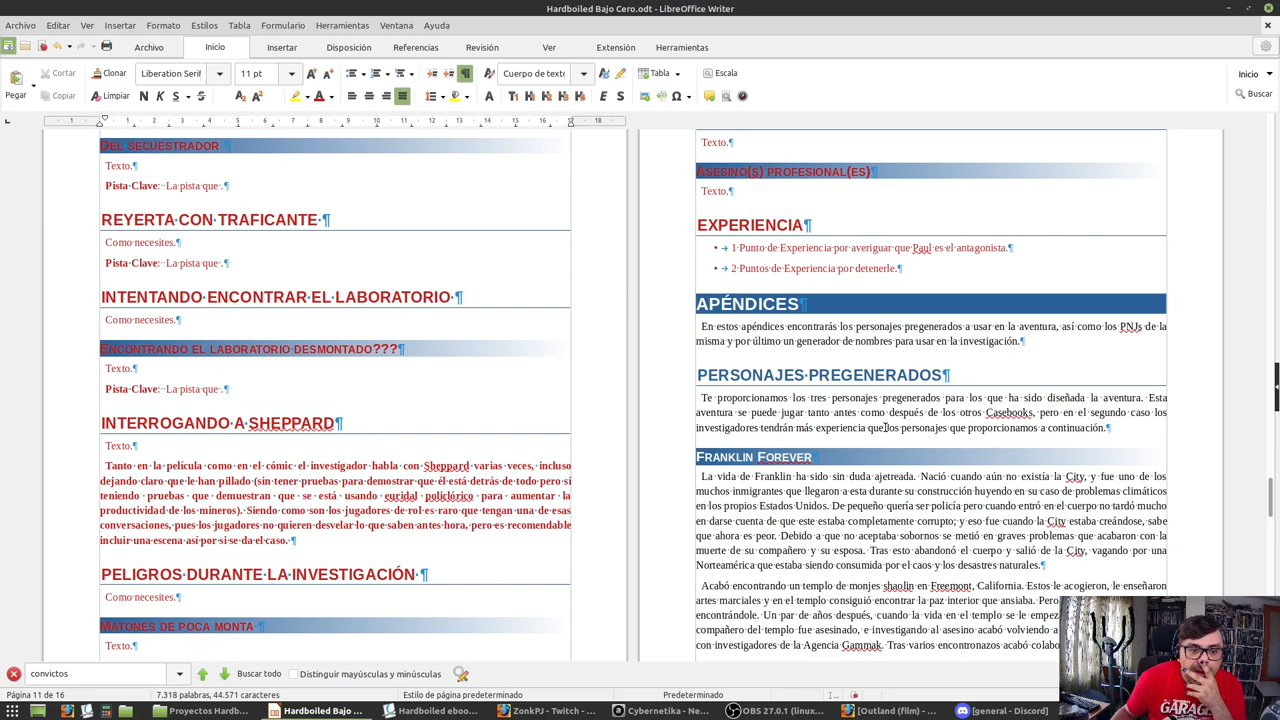 Hardboiled Bajo Cero.odt - LibreOffice Writer
Archivo Editar Ver Insertar Formato Estilos Tabla Formulario Herramientas Ventana Ayuda
Archivo Inicio Insertar Disposición Referencias Revisión Ver Extensión Herramientas
Cortar Clonar Liberation Serif 11 pt Cuerpo de texto Tabla Escala Inicio
Pegar Copiar Limpiar Buscar
DEL SECUESTRADOR ¶
Texto.¶
Pista Clave: La pista que .¶
REYERTA CON TRAFICANTE ¶
Como necesites.¶
Pista Clave: La pista que .¶
INTENTANDO ENCONTRAR EL LABORATORIO ¶
Como necesites.¶
ENCONTRANDO EL LABORATORIO DESMONTADO???¶
Texto.¶
Pista Clave: La pista que .¶
INTERROGANDO A SHEPPARD¶
Texto.¶
Tanto en la película como en el cómic el investigador habla con Sheppard varias veces, incluso
dejando claro que le han pillado (sin tener pruebas para demostrar que él está detrás de todo pero sí
teniendo pruebas que demuestran que se está usando euridal policlórico para aumentar la
productividad de los mineros). Siendo como son los jugadores de rol es raro que tengan una de esas
conversaciones, pues los jugadores no quieren desvelar lo que saben antes hora, pero es recomendable
incluir una escena así por si se da el caso. ¶
PELIGROS DURANTE LA INVESTIGACIÓN ¶
Como necesites.¶
MATONES DE POCA MONTA ¶
Texto.¶
Texto.¶
ASESINO(S) PROFESIONAL(ES)¶
Texto.¶
EXPERIENCIA¶
• 1 Punto de Experiencia por averiguar que Paul es el antagonista.¶
• 2 Puntos de Experiencia por detenerle.¶
APÉNDICES¶
En estos apéndices encontrarás los personajes pregenerados a usar en la aventura, así como los PNJs de la
misma y por último un generador de nombres para usar en la investigación.¶
PERSONAJES PREGENERADOS¶
Te proporcionamos los tres personajes pregenerados para los que ha sido diseñada la aventura. Esta
aventura se puede jugar tanto antes como después de los otros Casebooks, pero en el segundo caso los
investigadores tendrán más experiencia que los personajes que proporcionamos a continuación.¶
FRANKLIN FOREVER¶
La vida de Franklin ha sido sin duda ajetreada. Nació cuando aún no existía la City, y fue uno de los
muchos inmigrantes que llegaron a esta durante su construcción huyendo en su caso de problemas climáticos
en los propios Estados Unidos. De pequeño quería ser policía pero cuando entró en el cuerpo no tardó mucho
en darse cuenta de que este estaba completamente corrupto; y eso fue cuando la City estaba creándose, sabe
que ahora es peor. Debido a que no aceptaba sobornos se metió en graves problemas que acabaron con la
muerte de su compañero y su esposa. Tras esto abandonó el cuerpo y salió de la City, vagando por una
Norteamérica que estaba siendo consumida por el caos y los desastres naturales.¶
Acabó encontrando un templo de monjes shaolin en Freemont, California. Estos le acogieron, le enseñaron
artes marciales y en el templo consiguió encontrar la paz interior que ansiaba. Pero
encontrándole. Un par de años después, cuando la vida en el templo se le empez
compañero del templo fue asesinado, e investigando al asesino acabó volviendo a
con investigadores de la Agencia Gammak. Tras varios encontronazos acabó colabo
convictos Buscar todo Distinguir mayúsculas y minúsculas
Página 11 de 16 7.318 palabras, 44.571 caracteres Estilo de página predeterminado Predeterminado
Proyectos Hardb... Hardboiled Bajo ... Hardboiled eboo... ZonkPJ - Twitch - ... Cybernetika - Ne... OBS 27.0.1 (linux... [Outland (film) - ... [general - Discord]
GARAG